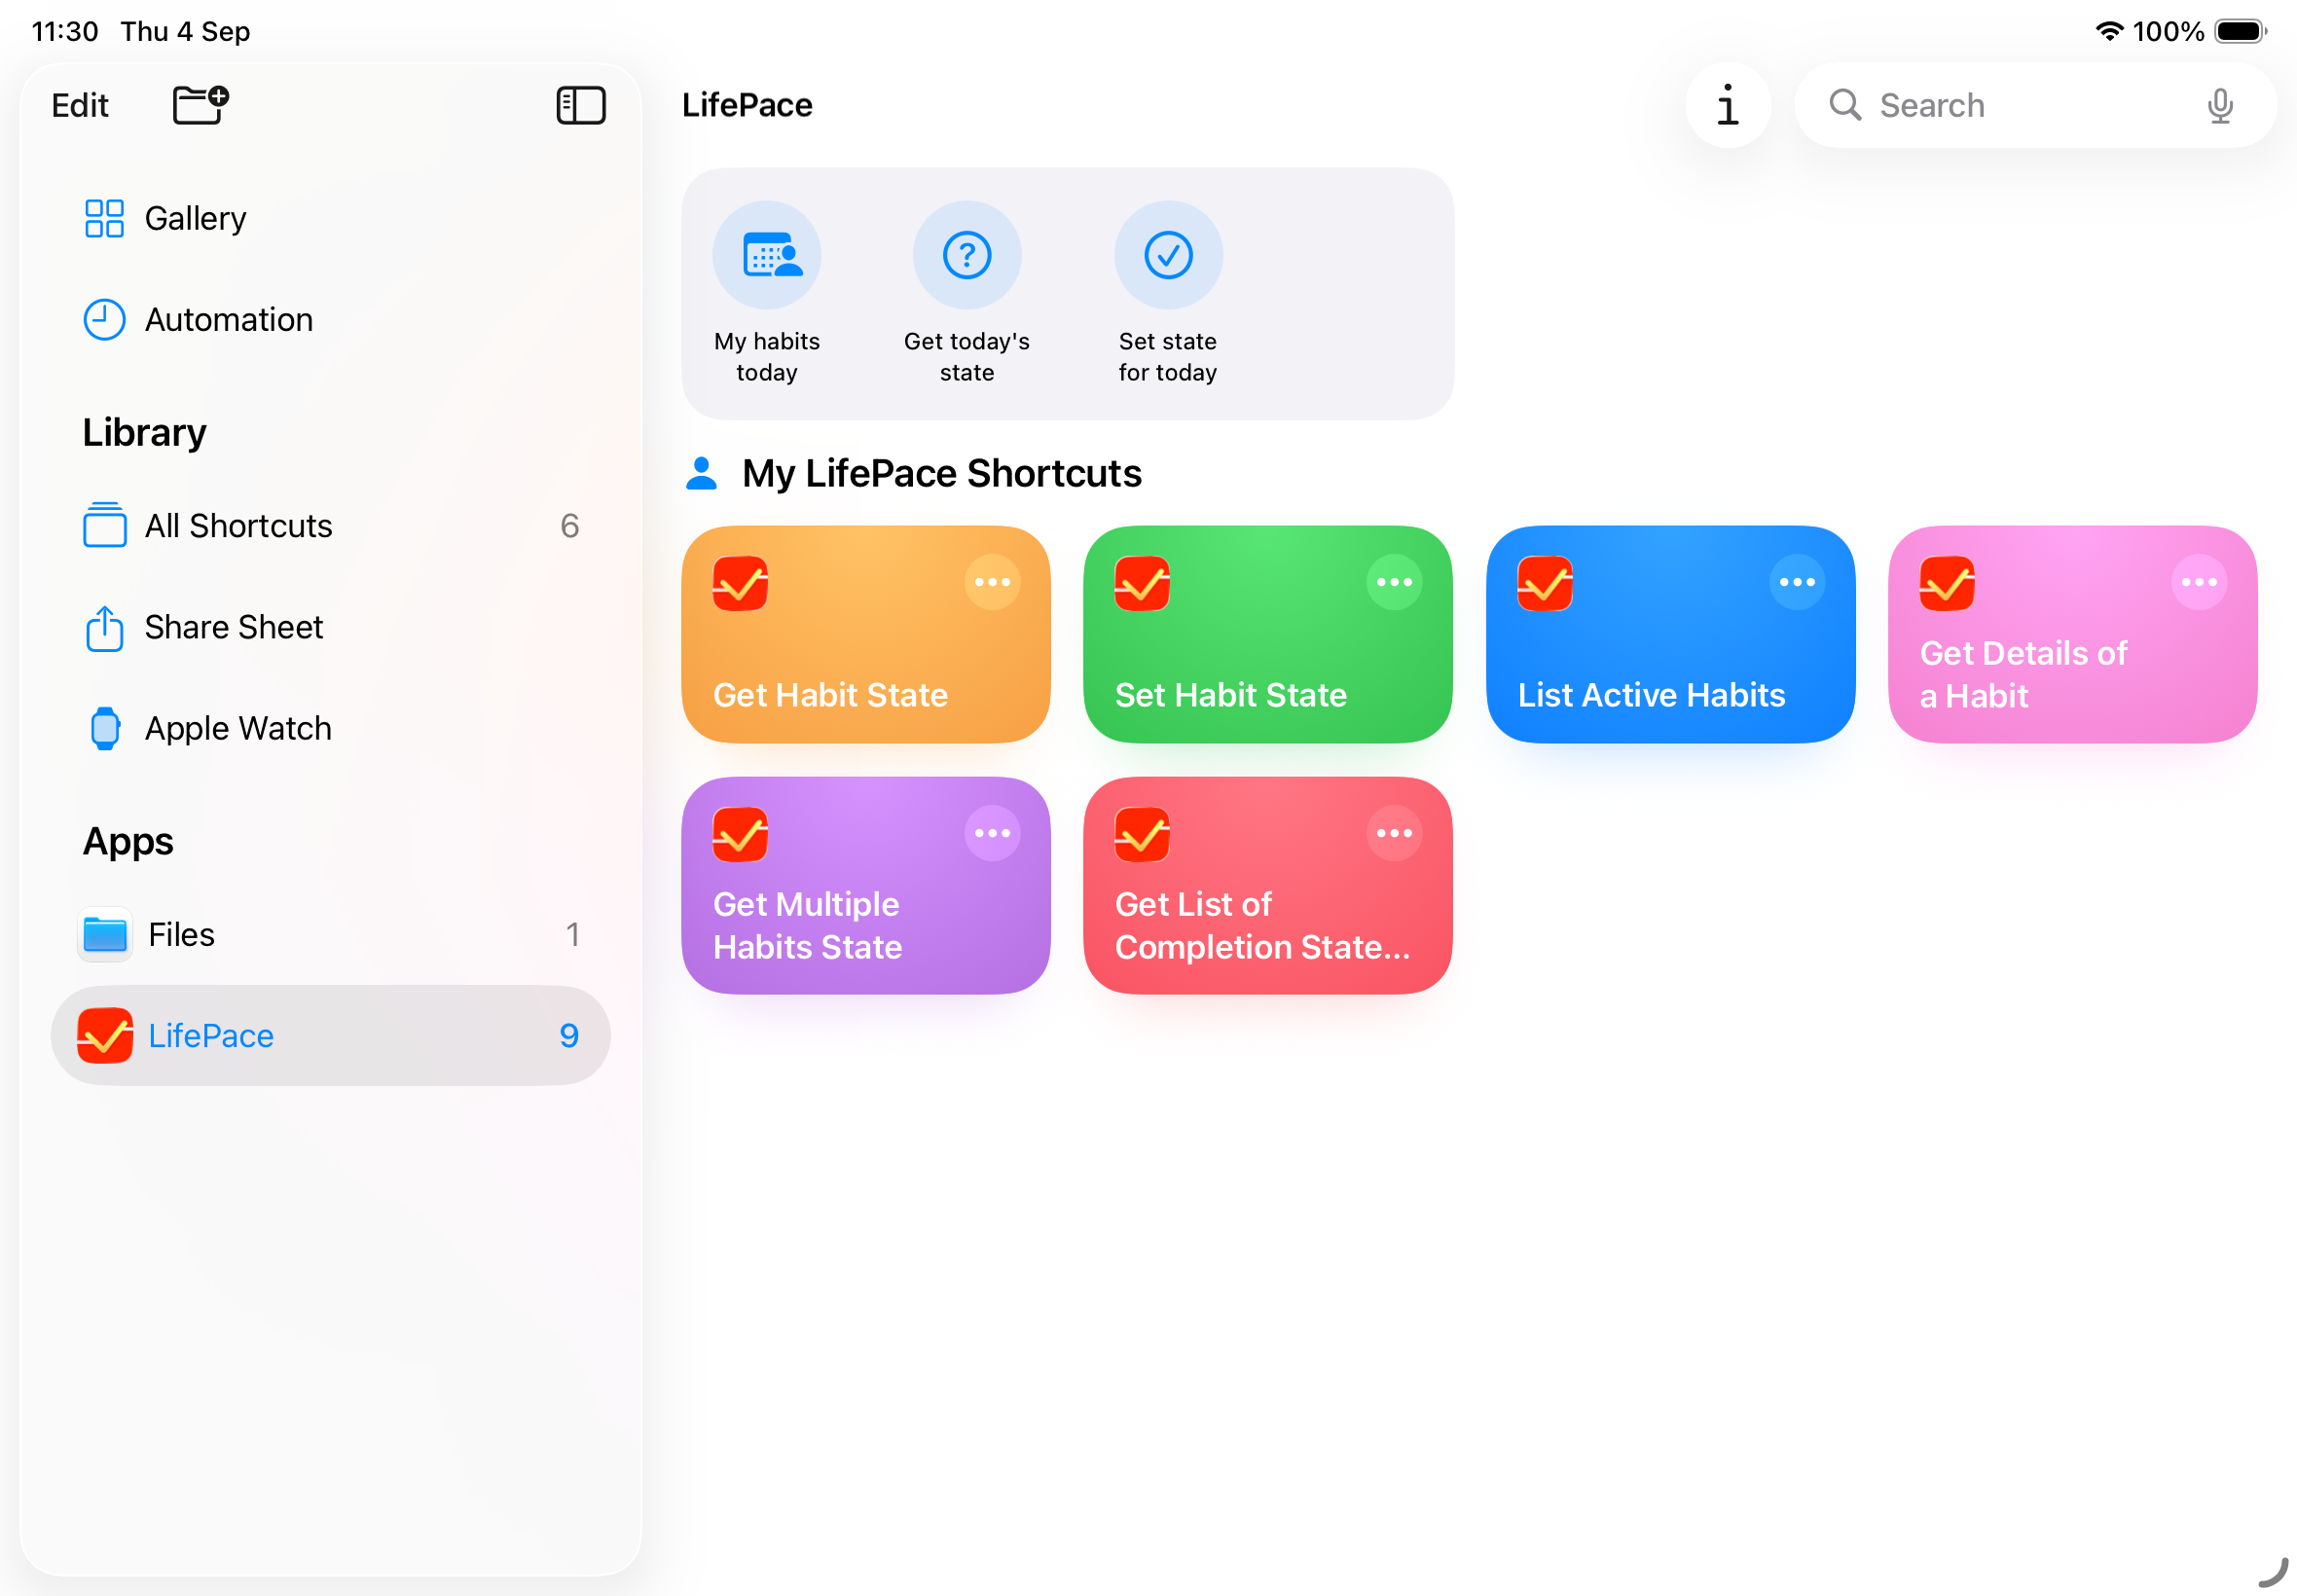 11:30 Thu 4 Sep
100%
Edit
Gallery
Automation
Library
All Shortcuts 6
Share Sheet
Apple Watch
Apps
Files 1
LifePace 9
LifePace
Search
My habits
today
Get today's
state
Set state
for today
My LifePace Shortcuts
Get Habit State
Set Habit State
List Active Habits
Get Details of
a Habit
Get Multiple
Habits State
Get List of
Completion State...